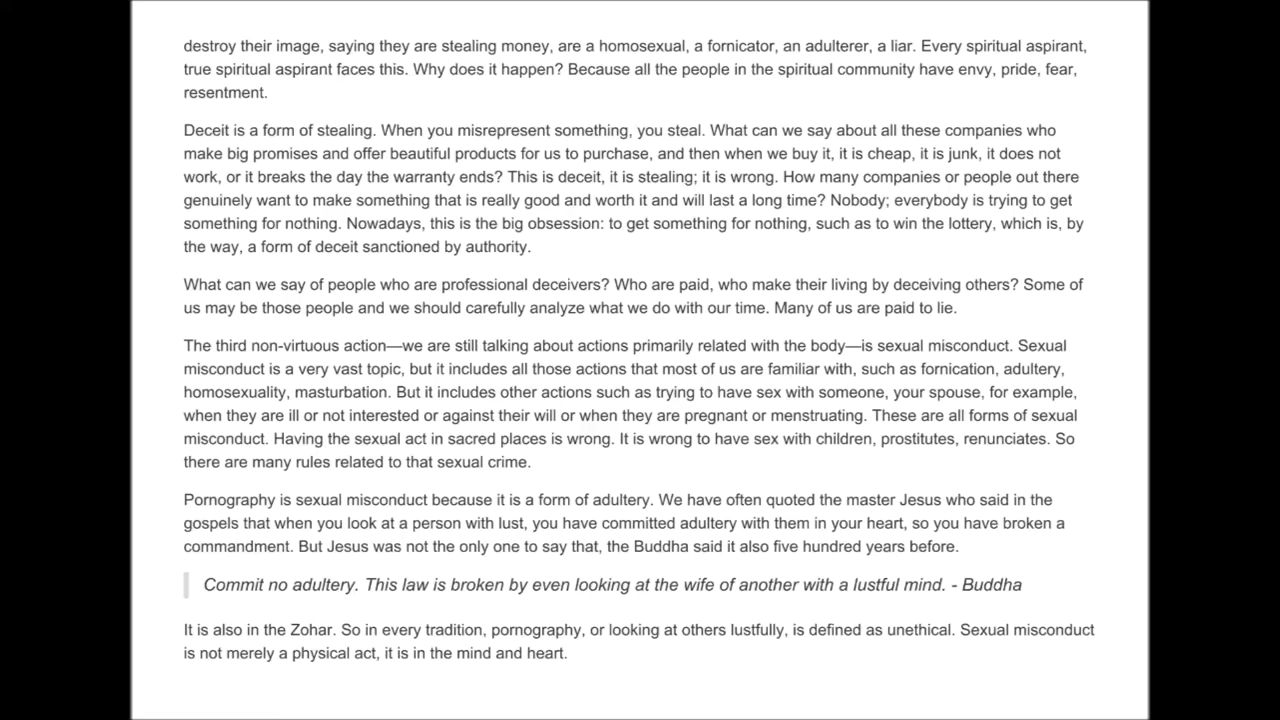 destroy their image, saying they are stealing money, are a homosexual, a fornicator, an adulterer, a liar. Every spiritual aspirant,
true spiritual aspirant faces this. Why does it happen? Because all the people in the spiritual community have envy, pride, fear,
resentment.
Deceit is a form of stealing. When you misrepresent something, you steal. What can we say about all these companies who
make big promises and offer beautiful products for us to purchase, and then when we buy it, it is cheap, it is junk, it does not
work, or it breaks the day the warranty ends? This is deceit, it is stealing; it is wrong. How many companies or people out there
genuinely want to make something that is really good and worth it and will last a long time? Nobody; everybody is trying to get
something for nothing. Nowadays, this is the big obsession: to get something for nothing, such as to win the lottery, which is, by
the way, a form of deceit sanctioned by authority.
What can we say of people who are professional deceivers? Who are paid, who make their living by deceiving others? Some of
us may be those people and we should carefully analyze what we do with our time. Many of us are paid to lie.
The third non-virtuous action—we are still talking about actions primarily related with the body—is sexual misconduct. Sexual
misconduct is a very vast topic, but it includes all those actions that most of us are familiar with, such as fornication, adultery,
homosexuality, masturbation. But it includes other actions such as trying to have sex with someone, your spouse, for example,
when they are ill or not interested or against their will or when they are pregnant or menstruating. These are all forms of sexual
misconduct. Having the sexual act in sacred places is wrong. It is wrong to have sex with children, prostitutes, renunciates. So
there are many rules related to that sexual crime.
Pornography is sexual misconduct because it is a form of adultery. We have often quoted the master Jesus who said in the
gospels that when you look at a person with lust, you have committed adultery with them in your heart, so you have broken a
commandment. But Jesus was not the only one to say that, the Buddha said it also five hundred years before.
Commit no adultery. This law is broken by even looking at the wife of another with a lustful mind. - Buddha
It is also in the Zohar. So in every tradition, pornography, or looking at others lustfully, is defined as unethical. Sexual misconduct
is not merely a physical act, it is in the mind and heart.